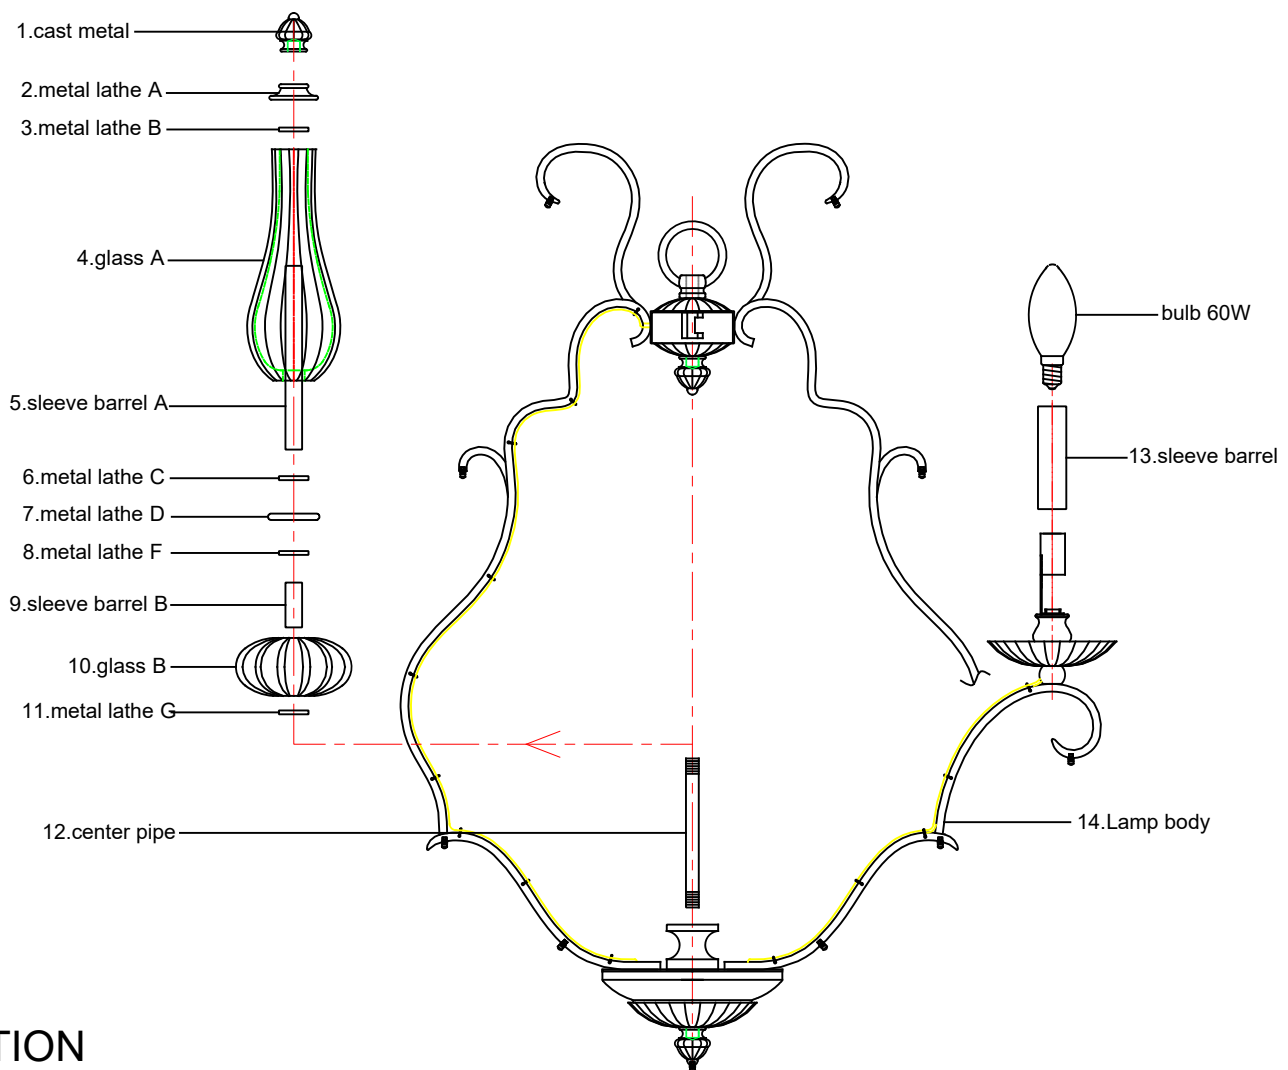 1.cast metal
2.metal lathe A
3.metal lathe B
4.glass A
5.sleeve barrel A
6.metal lathe C
7.metal lathe D
8.metal lathe F
9.sleeve barrel B
10.glass B
11.metal lathe G
12.center pipe
bulb 60W
13.sleeve barrel
14.Lamp body
TION